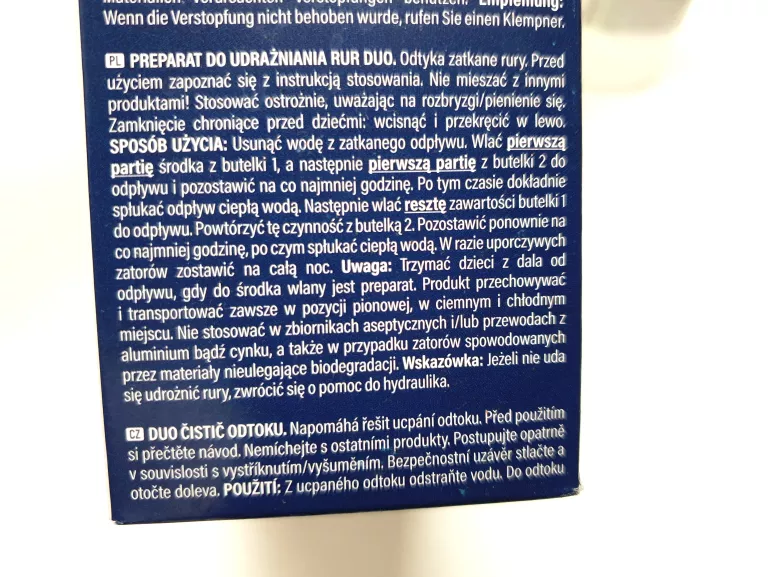 Materialien verursachten Verstopfungen benutzen. Empfehlung:
Wenn die Verstopfung nicht behoben wurde, rufen Sie einen Klempner.
PL PREPARAT DO UDRAŻNIANIA RUR DUO. Odtyka zatkane rury. Przed
użyciem zapoznać się z instrukcją stosowania. Nie mieszać z innymi
produktami! Stosować ostrożnie, uważając na rozbryzgi/pienienie się.
Zamknięcie chroniące przed dziećmi: wcisnąć i przekręcić w lewo.
SPOSÓB UŻYCIA: Usunąć wodę z zatkanego odpływu. Wlać pierwszą
partię środka z butelki 1, a następnie pierwszą partię z butelki 2 do
odpływu i pozostawić na co najmniej godzinę. Po tym czasie dokładnie
spłukać odpływ ciepłą wodą. Następnie wlać resztę zawartości butelki 1
do odpływu. Powtórzyć tę czynność z butelką 2. Pozostawić ponownie na
co najmniej godzinę, po czym spłukać ciepłą wodą. W razie uporczywych
zatorów zostawić na całą noc. Uwaga: Trzymać dzieci z dala od
odpływu, gdy do środka wlany jest preparat. Produkt przechowywać
i transportować zawsze w pozycji pionowej, w ciemnym i chłodnym
miejscu. Nie stosować w zbiornikach aseptycznych i/lub przewodach z
aluminium bądź cynku, a także w przypadku zatorów spowodowanych
przez materiały nieulegające biodegradacji. Wskazówka: Jeżeli nie uda
się udrożnić rury, zwrócić się o pomoc do hydraulika.
CZ DUO ČISTIČ ODTOKU. Napomáhá řešit ucpání odtoku. Před použitím
si přečtěte návod. Nemíchejte s ostatními produkty. Postupujte opatrně
v souvislosti s vystříknutím/vyšuměním. Bezpečnostní uzávěr stlačte a
otočte doleva. POUŽITÍ: Z ucpaného odtoku odstraňte vodu. Do odtoku